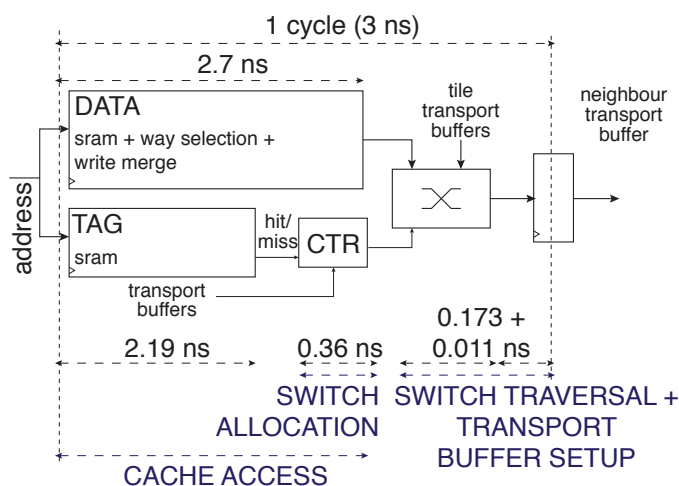 1 cycle (3 ns)
2.7 ns
DATA
sram + way selection +
write merge
tile
transport
buffers
neighbour
transport
buffer
address
TAG
sram
hit/
miss
CTR
transport
buffers
2.19 ns
0.36 ns
0.173 +
0.011 ns
SWITCH
ALLOCATION
SWITCH TRAVERSAL +
TRANSPORT
BUFFER SETUP
CACHE ACCESS